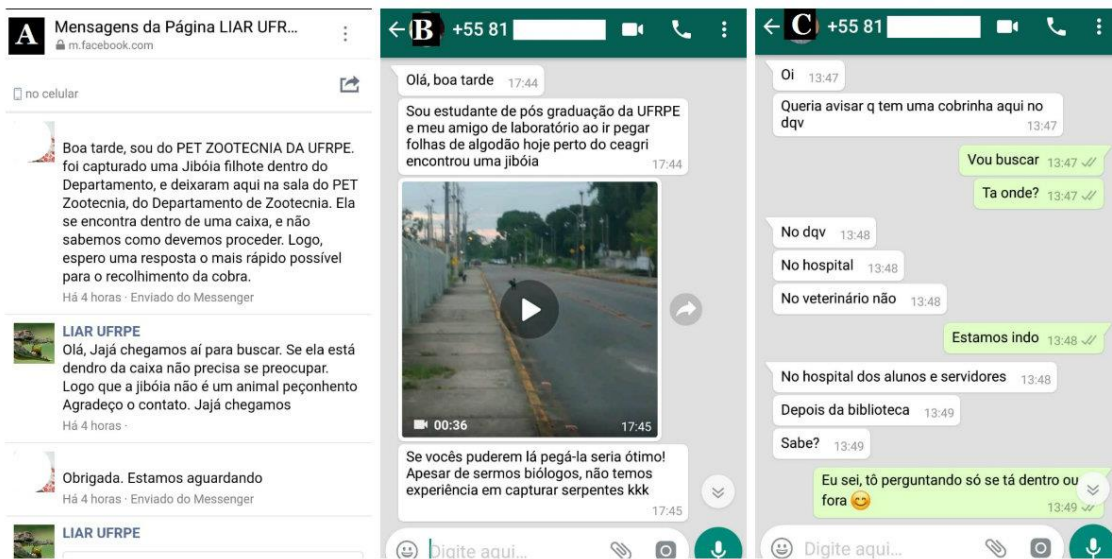 A
Mensagens da Página LIAR UFR...
m.facebook.com
no celular
Boa tarde, sou do PET ZOOTECNIA DA UFRPE.
foi capturado uma Jibóia filhote dentro do
Departamento, e deixaram aqui na sala do PET
Zootecnia, do Departamento de Zootecnia. Ela
se encontra dentro de uma caixa, e não
sabemos como devemos proceder. Logo,
espero uma resposta o mais rápido possível
para o recolhimento da cobra.
Há 4 horas · Enviado do Messenger
LIAR UFRPE
Olá, Jajá chegamos aí para buscar. Se ela está
dendro da caixa não precisa se preocupar.
Logo que a jibóia não é um animal peçonhento
Agradeço o contato. Jajá chegamos
Há 4 horas ·
Obrigada. Estamos aguardando
Há 4 horas · Enviado do Messenger
LIAR UFRPE
B +55 81
Olá, boa tarde 17:44
Sou estudante de pós graduação da UFRPE
e meu amigo de laboratório ao ir pegar
folhas de algodão hoje perto do ceagri
encontrou uma jibóia 17:44
00:36 17:45
Se vocês puderem lá pegá-la seria ótimo!
Apesar de sermos biólogos, não temos
experiência em capturar serpentes kkk
17:45
Digite aqui...
C +55 81
Oi 13:47
Queria avisar q tem uma cobrinha aqui no
dqv 13:47
Vou buscar 13:47
Ta onde? 13:47
No dqv 13:48
No hospital 13:48
No veterinário não 13:48
Estamos indo 13:48
No hospital dos alunos e servidores 13:48
Depois da biblioteca 13:49
Sabe? 13:49
Eu sei, tô perguntando só se tá dentro ou
fora 😊 13:49
Digite aqui...